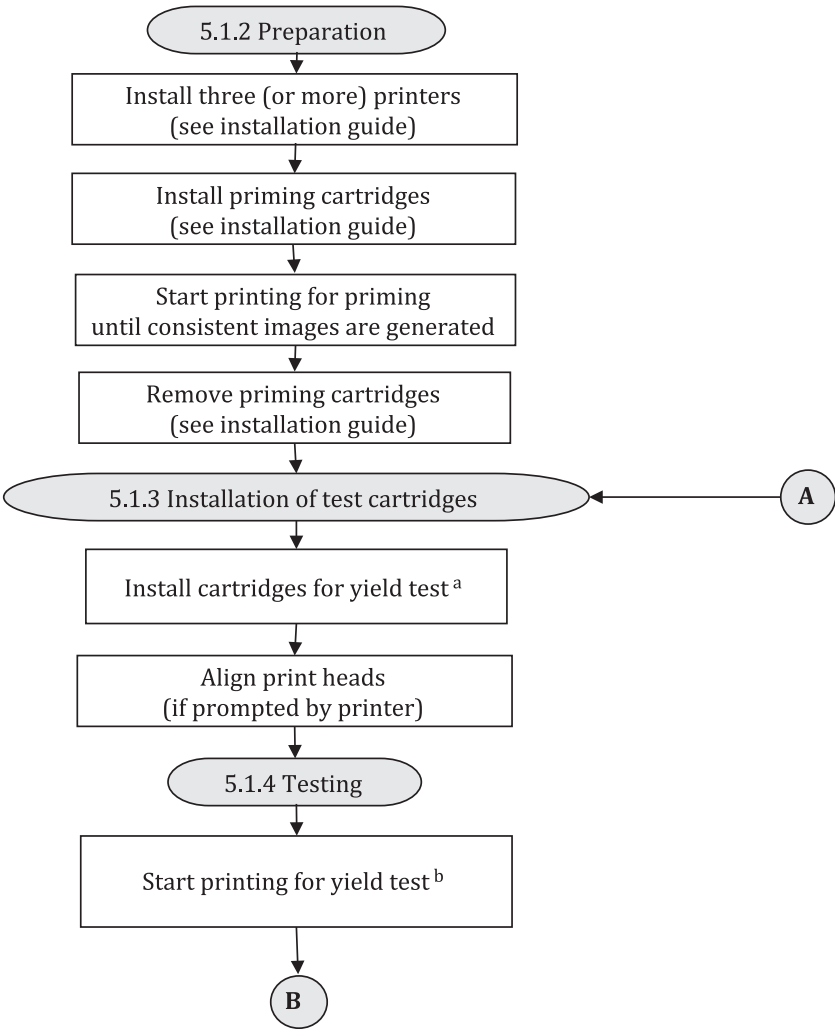 5.1.2 Preparation
Install three (or more) printers
(see installation guide)
Install priming cartridges
(see installation guide)
Start printing for priming
until consistent images are generated
Remove priming cartridges
(see installation guide)
5.1.3 Installation of test cartridges
A
Install cartridges for yield test a
Align print heads
(if prompted by printer)
5.1.4 Testing
Start printing for yield test b
B